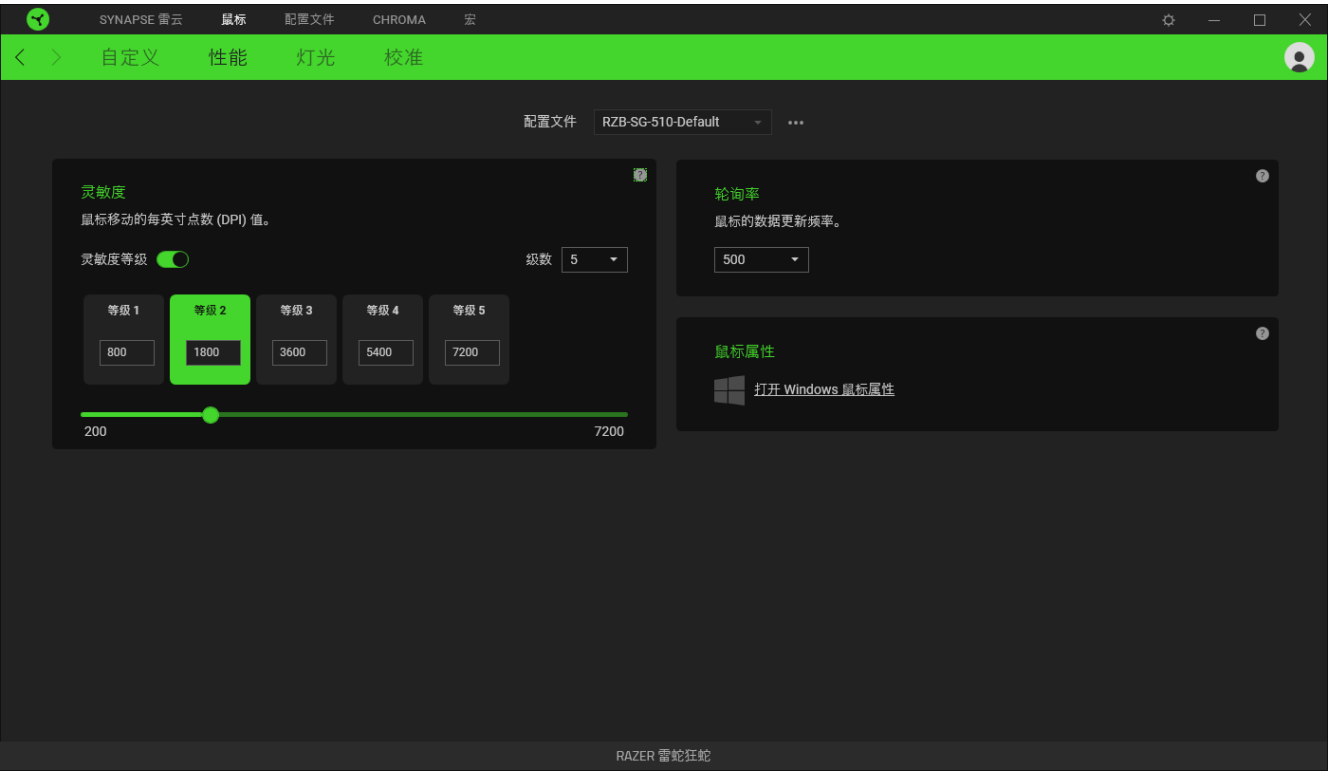 SYNAPSE 雷云 鼠标 配置文件 CHROMA 宏
自定义 性能 灯光 校准
配置文件 RZB-SG-510-Default
灵敏度
鼠标移动的每英寸点数 (DPI) 值。
灵敏度等级 级数 5
等级 1 等级 2 等级 3 等级 4 等级 5
800 1800 3600 5400 7200
200 7200
轮询率
鼠标的数据更新频率。
500
鼠标属性
打开 Windows 鼠标属性
RAZER 雷蛇狂蛇